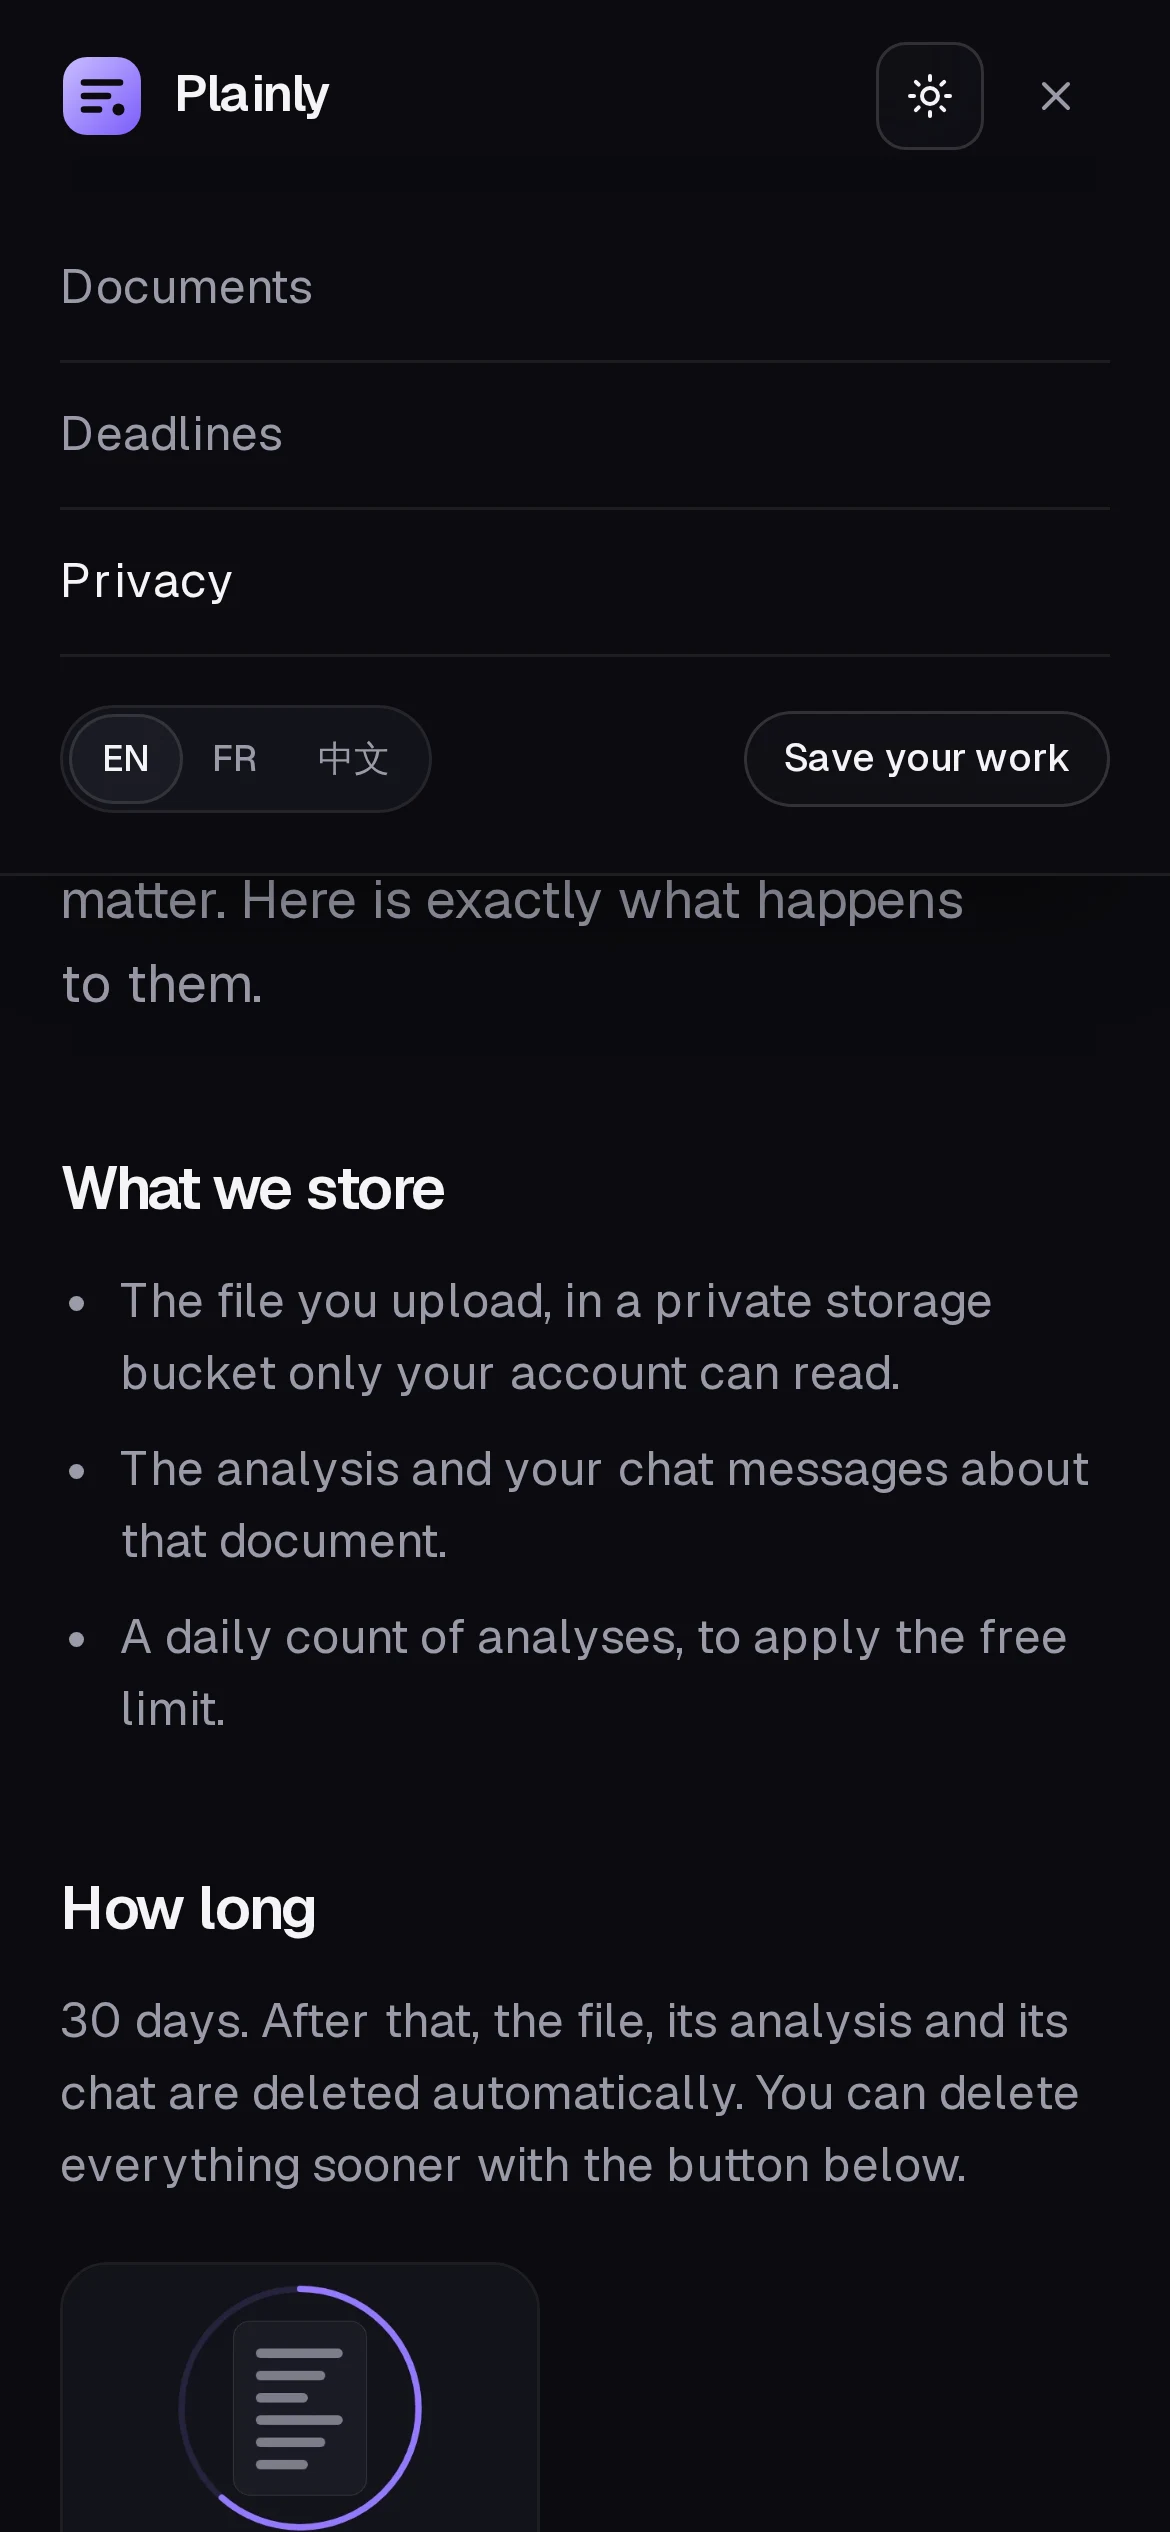 Plainly
Documents
Deadlines
Privacy
EN FR 中文 Save your work
matter. Here is exactly what happens
to them.
What we store
• The file you upload, in a private storage
bucket only your account can read.
• The analysis and your chat messages about
that document.
• A daily count of analyses, to apply the free
limit.
How long
30 days. After that, the file, its analysis and its
chat are deleted automatically. You can delete
everything sooner with the button below.